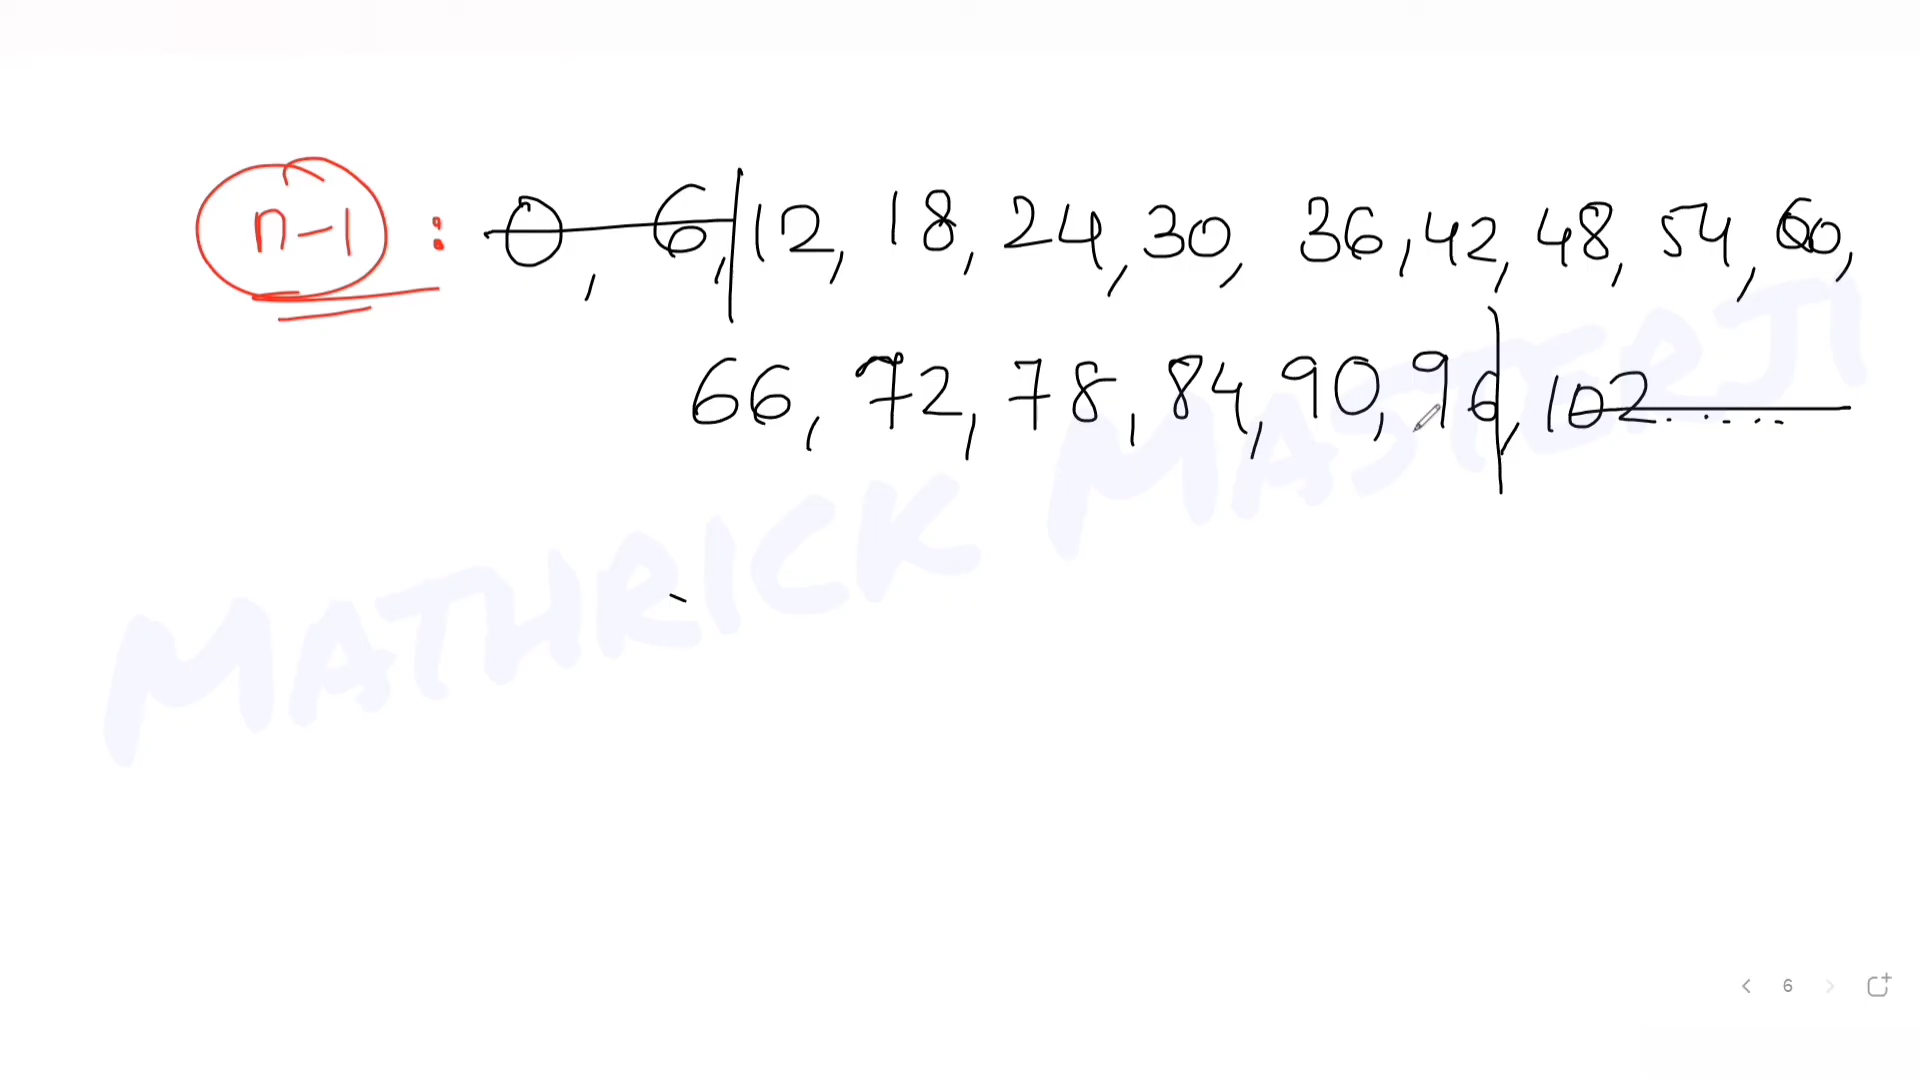 n-1 : 0, 6, 12, 18, 24, 30, 36, 42, 48, 54, 60,
66, 72, 78, 84, 90, 96, 102......
MATHRICK MASTERJI
6